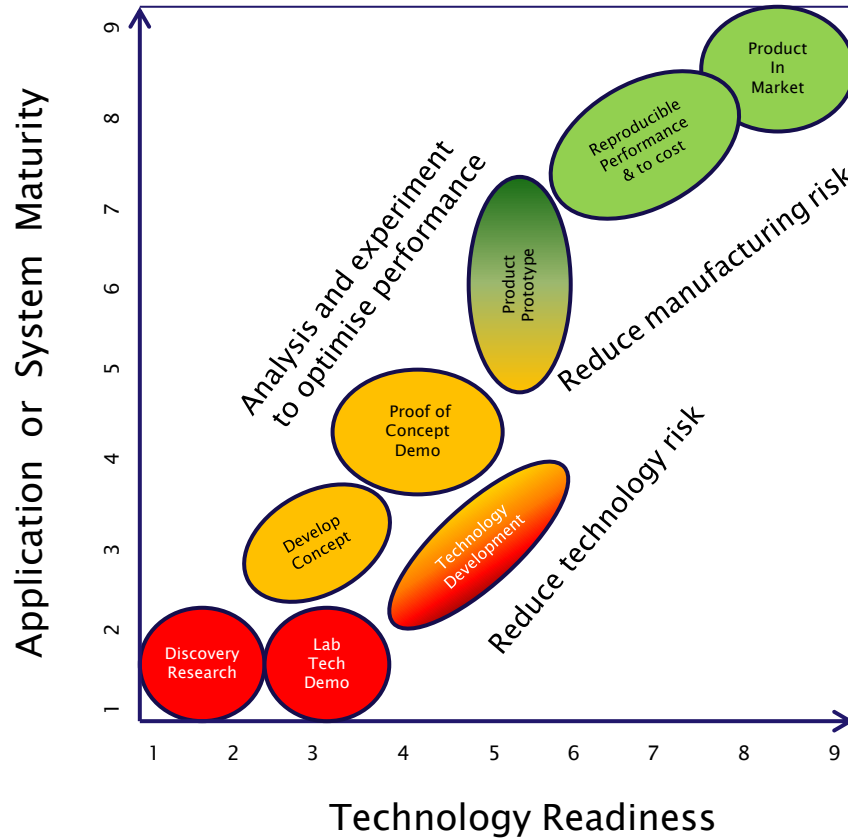 Application or System Maturity
9
8
7
6
5
4
3
2
1
Product
In
Market
Reproducible
Performance
& to cost
Analysis and experiment
to optimise performance
Product
Prototype
Reduce manufacturing risk
Proof of
Concept
Demo
Develop
Concept
Technology
Development
Reduce technology risk
Discovery
Research
Lab
Tech
Demo
1 2 3 4 5 6 7 8 9
Technology Readiness